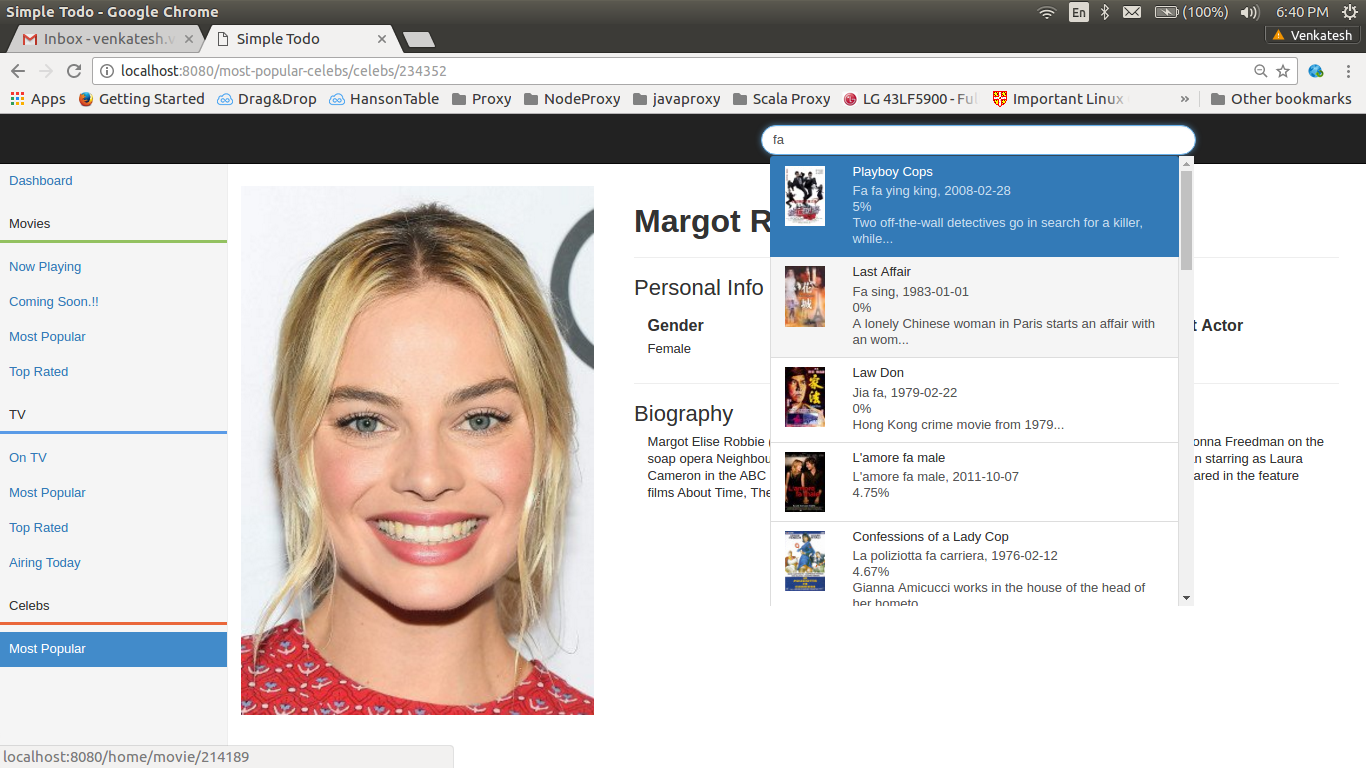 Simple Todo - Google Chrome
En
(100%)
6:40 PM
Inbox - venkatesh.v
Simple Todo
Venkatesh
localhost:8080/most-popular-celebs/celebs/234352
Apps Getting Started Drag&Drop HansonTable Proxy NodeProxy javaproxy Scala Proxy LG 43LF5900 - Ful Important Linux » Other bookmarks
fa
Dashboard
Movies
Now Playing
Coming Soon.!!
Most Popular
Top Rated
TV
On TV
Most Popular
Top Rated
Airing Today
Celebs
Most Popular
Margot R
Personal Info
Gender
Female
t Actor
Biography
Margot Elise Robbie
onna Freedman on the
soap opera Neighbou
n starring as Laura
Cameron in the ABC
ared in the feature
films About Time, The
Playboy Cops
Fa fa ying king, 2008-02-28
5%
Two off-the-wall detectives go in search for a killer,
while...
Last Affair
Fa sing, 1983-01-01
0%
A lonely Chinese woman in Paris starts an affair with
an wom...
Law Don
Jia fa, 1979-02-22
0%
Hong Kong crime movie from 1979...
L'amore fa male
L'amore fa male, 2011-10-07
4.75%
Confessions of a Lady Cop
La poliziotta fa carriera, 1976-02-12
4.67%
Gianna Amicucci works in the house of the head of
her hometo
localhost:8080/home/movie/214189